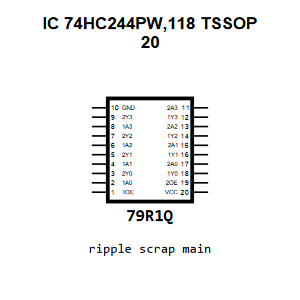 IC 74HC244PW,118 TSSOP
20
10 GND 2A3 11
9 2Y3 1Y3 12
8 1A3 2A2 13
7 2Y2 1Y2 14
6 1A2 2A1 15
5 2Y1 1Y1 16
4 1A1 2A0 17
3 2Y0 1Y0 18
2 1A0 2OE 19
1 1OE VCC 20
79R1Q
ripple scrap main